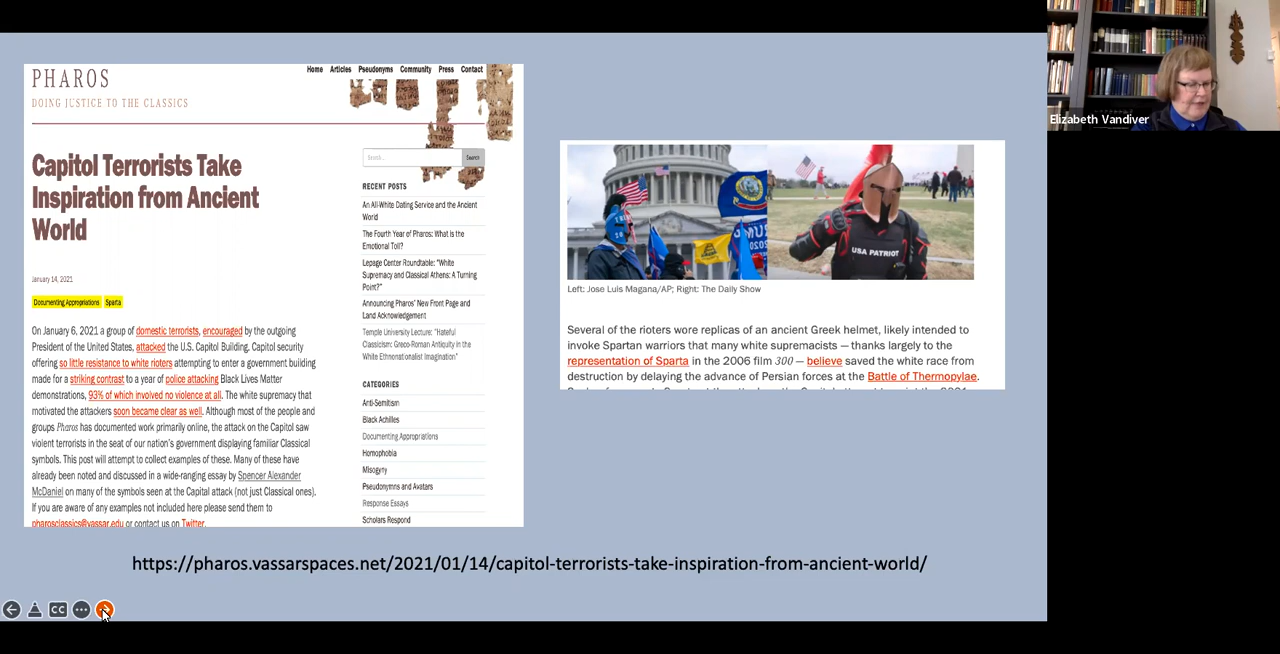 PHAROS
DOING JUSTICE TO THE CLASSICS
Home Articles Pseudonyms Community Press Contact
Capitol Terrorists Take
Inspiration from Ancient
World
January 14, 2021
Documenting Appropriations Sparta
On January 6, 2021 a group of domestic terrorists, encouraged by the outgoing
President of the United States, attacked the U.S. Capitol. Capitol security
offering so little resistance to white rioters attempting to enter a government building
made for a striking contrast to a year of police attacking Black Lives Matter
demonstrations, 93% of which involved no violence at all. The white supremacy that
motivated the attackers soon became clear as well. Although most of the people and
groups Pharos has documented work primarily online, the attack on the Capitol saw
violent terrorists in the seat of our nation's government displaying familiar Classical
symbols. This post will attempt to collect examples of these. Many of these have
already been noted and discussed in a wide-ranging essay by Spencer Alexander
McDaniel on many of the symbols seen at the Capital attack (not just Classical ones).
If you are aware of any examples not included here please send them to
pharosclassics@vassar.edu or contact us on Twitter.
Search
RECENT POSTS
An All-White Dating Service and the Ancient
World
The Fourth Year of Pharos: What Is the
Emotional Toll?
Lepage Center Roundtable: "White
Supremacy and Classical Athens: A Turning
Point?"
Announcing Pharos' New Front Page and
Land Acknowledgement
Temple University Lecture: "Hateful
Classicism: Greco-Roman Antiquity in the
White Ethnonationalist Imagination"
CATEGORIES
Anti-Semitism
Black Achilles
Documenting Appropriations
Homophobia
Misogyny
Pseudonymns and Avatars
Response Essays
Scholars Respond
USA PATRIOT
Left: Jose Luis Magana/AP; Right: The Daily Show
Several of the rioters wore replicas of an ancient Greek helmet, likely intended to
invoke Spartan warriors that many white supremacists — thanks largely to the
representation of Sparta in the 2006 film 300 — believe saved the white race from
destruction by delaying the advance of Persian forces at the Battle of Thermopylae.
https://pharos.vassarspaces.net/2021/01/14/capitol-terrorists-take-inspiration-from-ancient-world/
CC
Elizabeth Vandiver